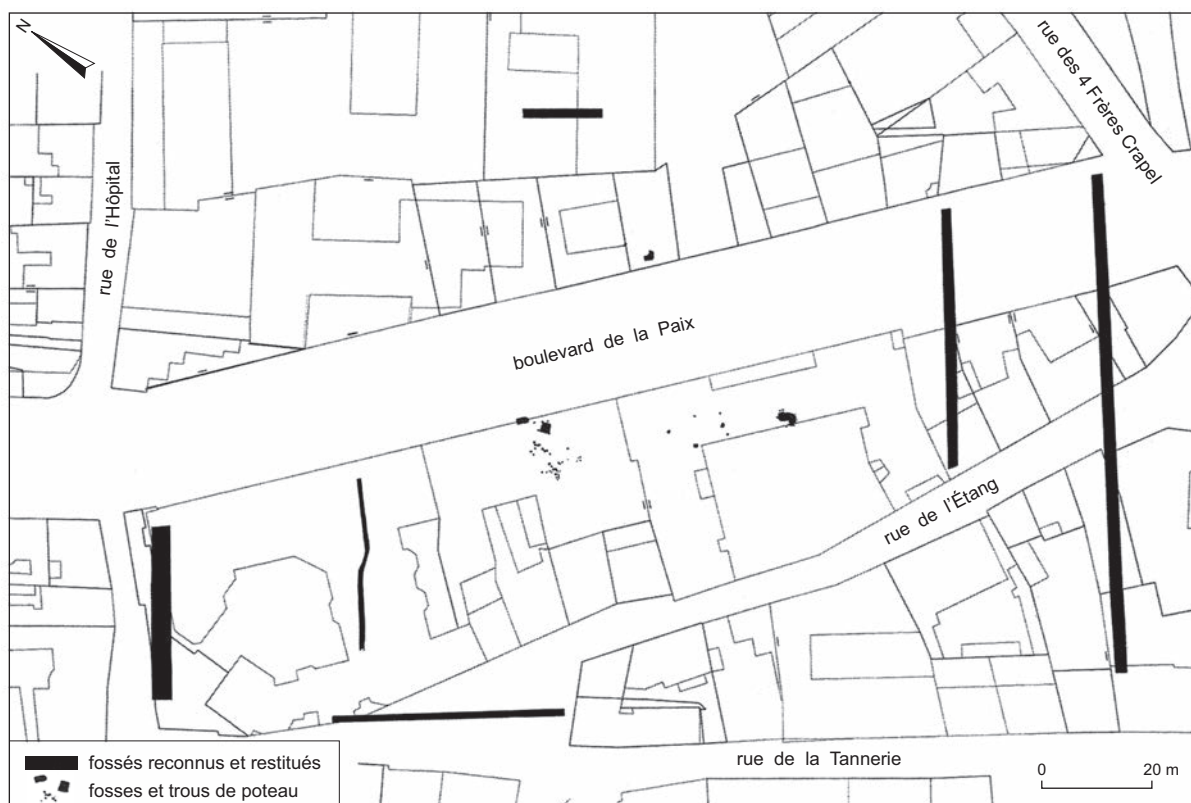 N
rue des 4 Frères Crapel
rue de l'Hôpital
boulevard de la Paix
rue de l'Étang
rue de la Tannerie
fossés reconnus et restitués
fosses et trous de poteau
0 20 m